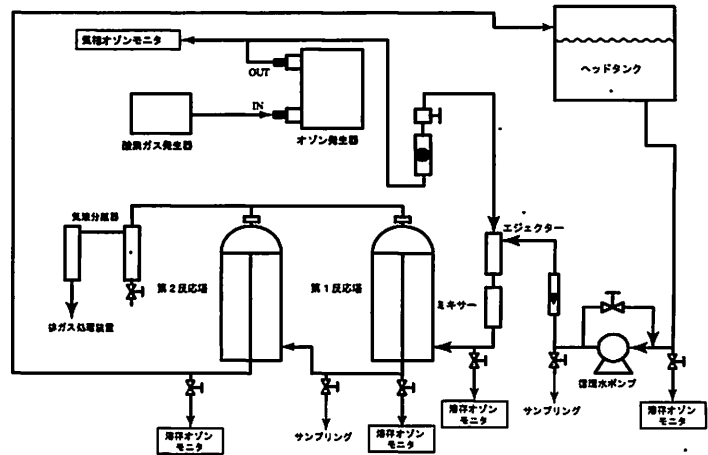 気相オゾンモニタ
OUT
ヘッドタンク
IN
酸素ガス発生器
オゾン発生器
気液分離器
エジェクター
第2反応塔
第1反応塔
ミキサー
排ガス処理装置
循環水ポンプ
溶存オゾン
モニタ
サンプリング
溶存オゾン
モニタ
溶存オゾン
モニタ
サンプリング
溶存オゾン
モニタ